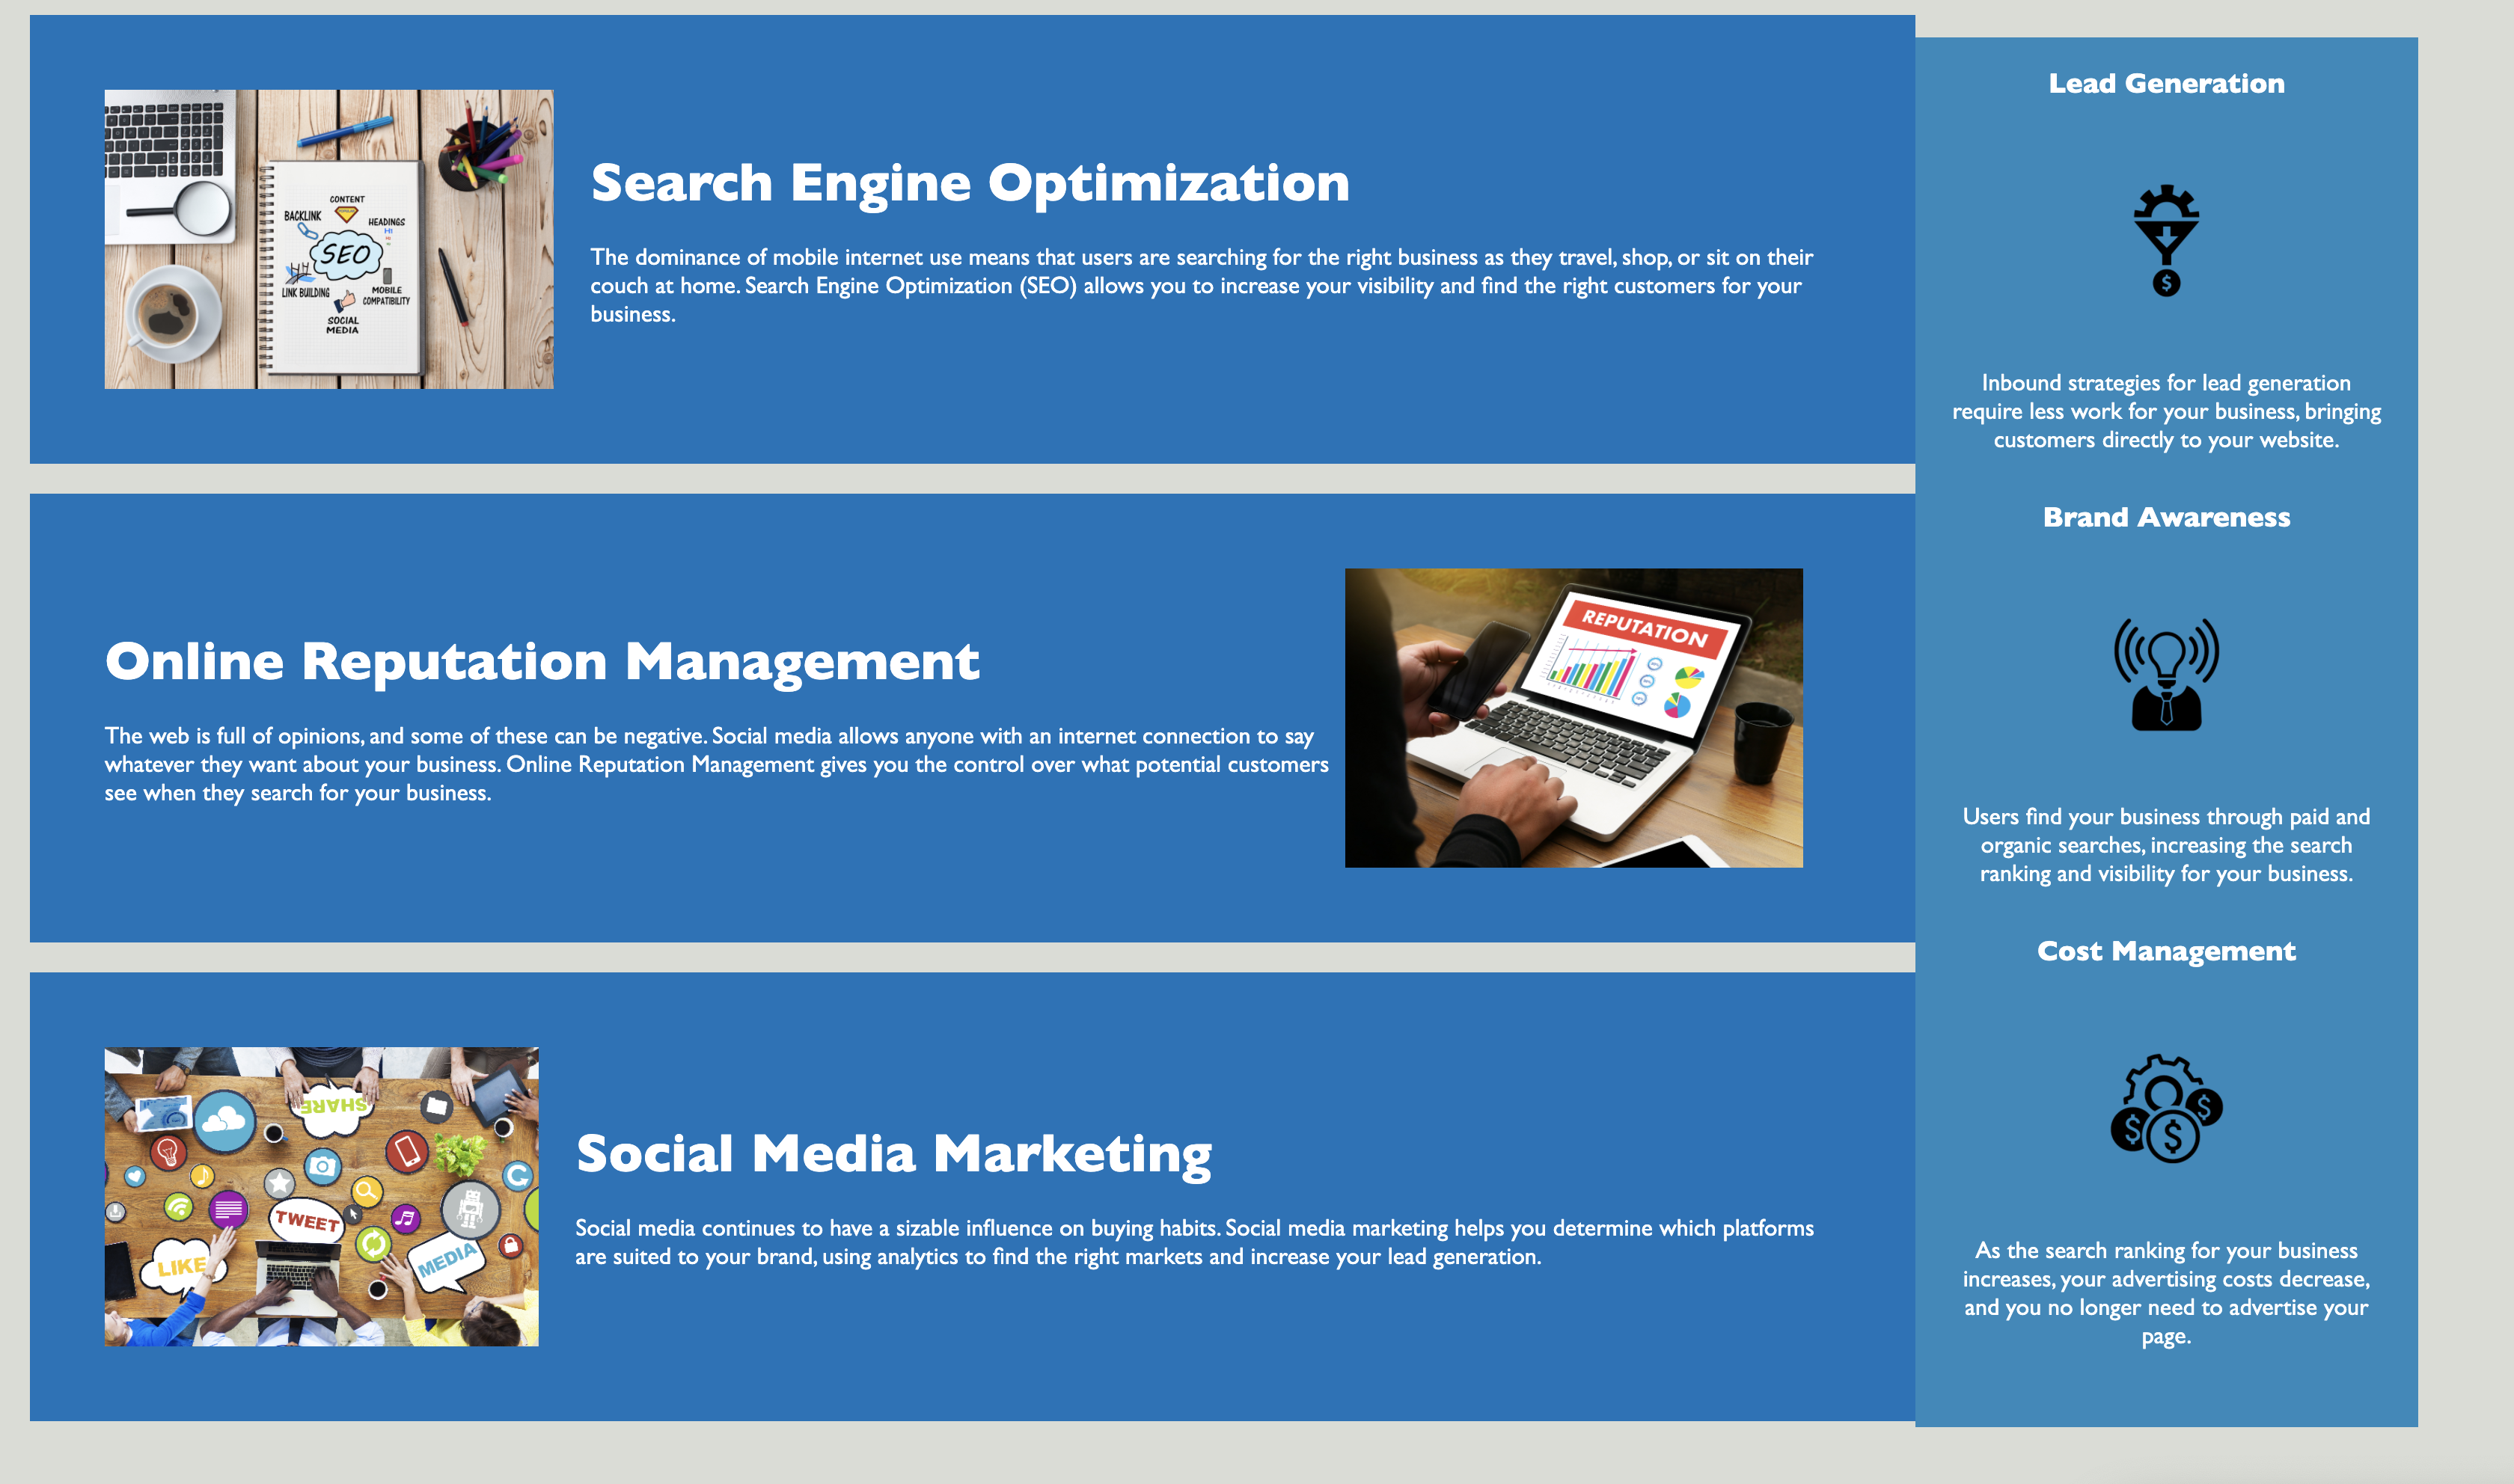 Search Engine Optimization
The dominance of mobile internet use means that users are searching for the right business as they travel, shop, or sit on their
couch at home. Search Engine Optimization (SEO) allows you to increase your visibility and find the right customers for your
business.
CONTENT
BACKLINK
HEADINGS
H1
SEO
LINK BUILDING
MOBILE
COMPATIBILITY
SOCIAL
MEDIA
Online Reputation Management
The web is full of opinions, and some of these can be negative. Social media allows anyone with an internet connection to say
whatever they want about your business. Online Reputation Management gives you the control over what potential customers
see when they search for your business.
REPUTATION
SHARE
TWEET
LIKE
MEDIA
Social Media Marketing
Social media continues to have a sizable influence on buying habits. Social media marketing helps you determine which platforms
are suited to your brand, using analytics to find the right markets and increase your lead generation.
Lead Generation
$
Inbound strategies for lead generation
require less work for your business, bringing
customers directly to your website.
Brand Awareness
Users find your business through paid and
organic searches, increasing the search
ranking and visibility for your business.
Cost Management
$ $ $
As the search ranking for your business
increases, your advertising costs decrease,
and you no longer need to advertise your
page.